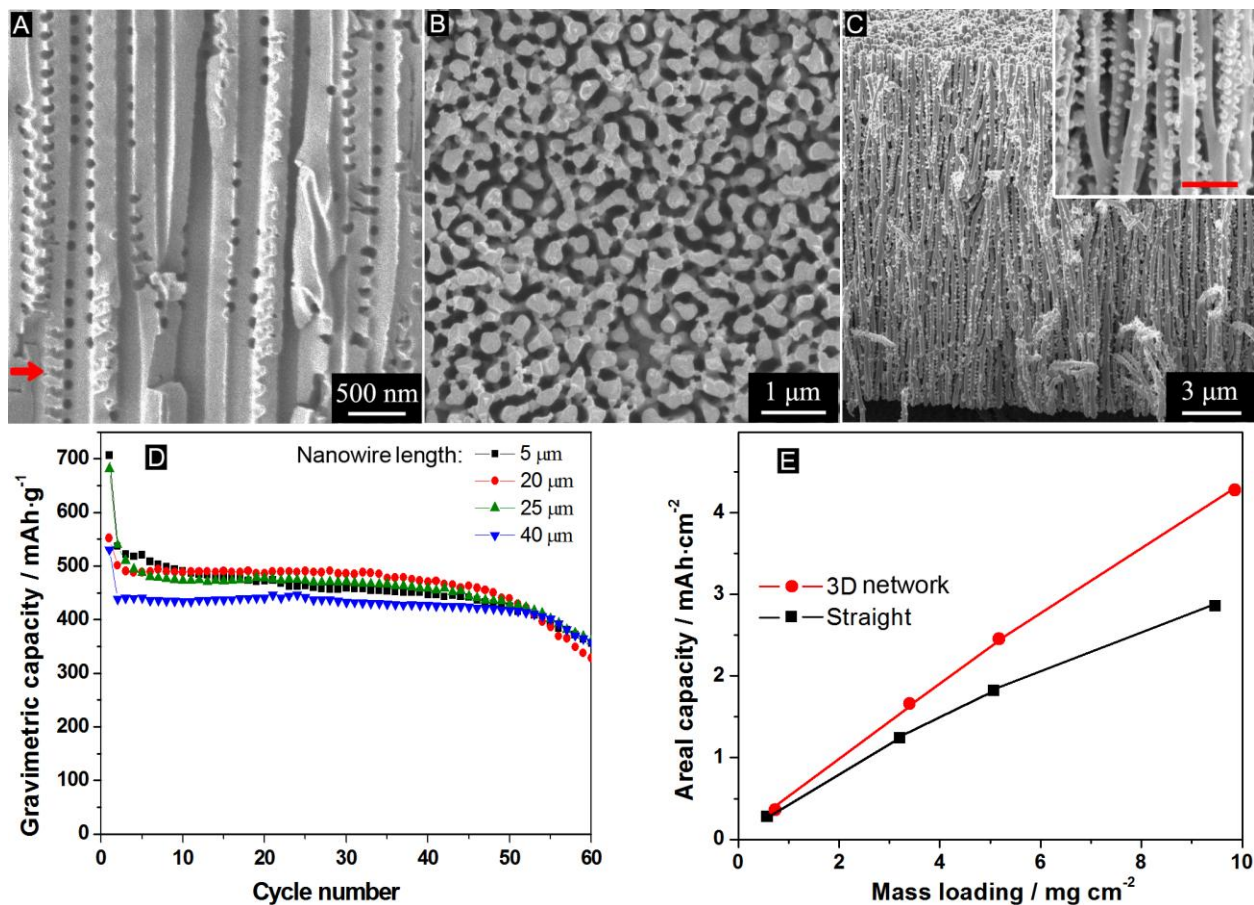 A
500 nm
B
1 μm
C
3 μm
D
Nanowire length:
5 μm
20 μm
25 μm
40 μm
Gravimetric capacity / mAh·g⁻¹
700
600
500
400
300
200
100
0
0 10 20 30 40 50 60
Cycle number
E
3D network
Straight
Areal capacity / mAh·cm⁻²
4
3
2
1
0
0 2 4 6 8 10
Mass loading / mg cm⁻²